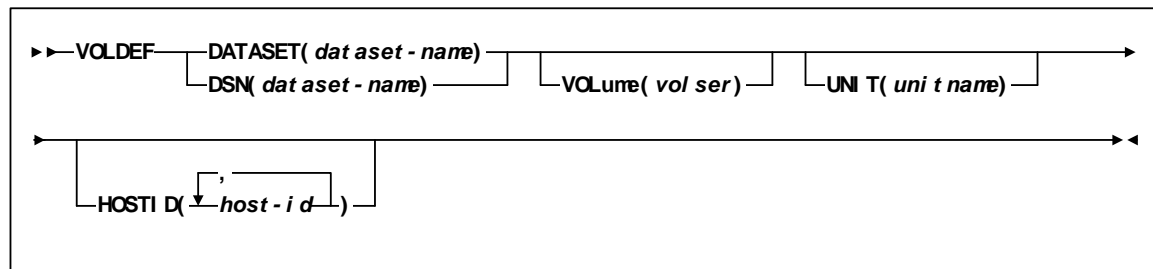 VOLDEF DATASET(dataset-name)
DSN(dataset-name) VOLume(volser) UNIT(unitname)
,
HOSTID( host-id )